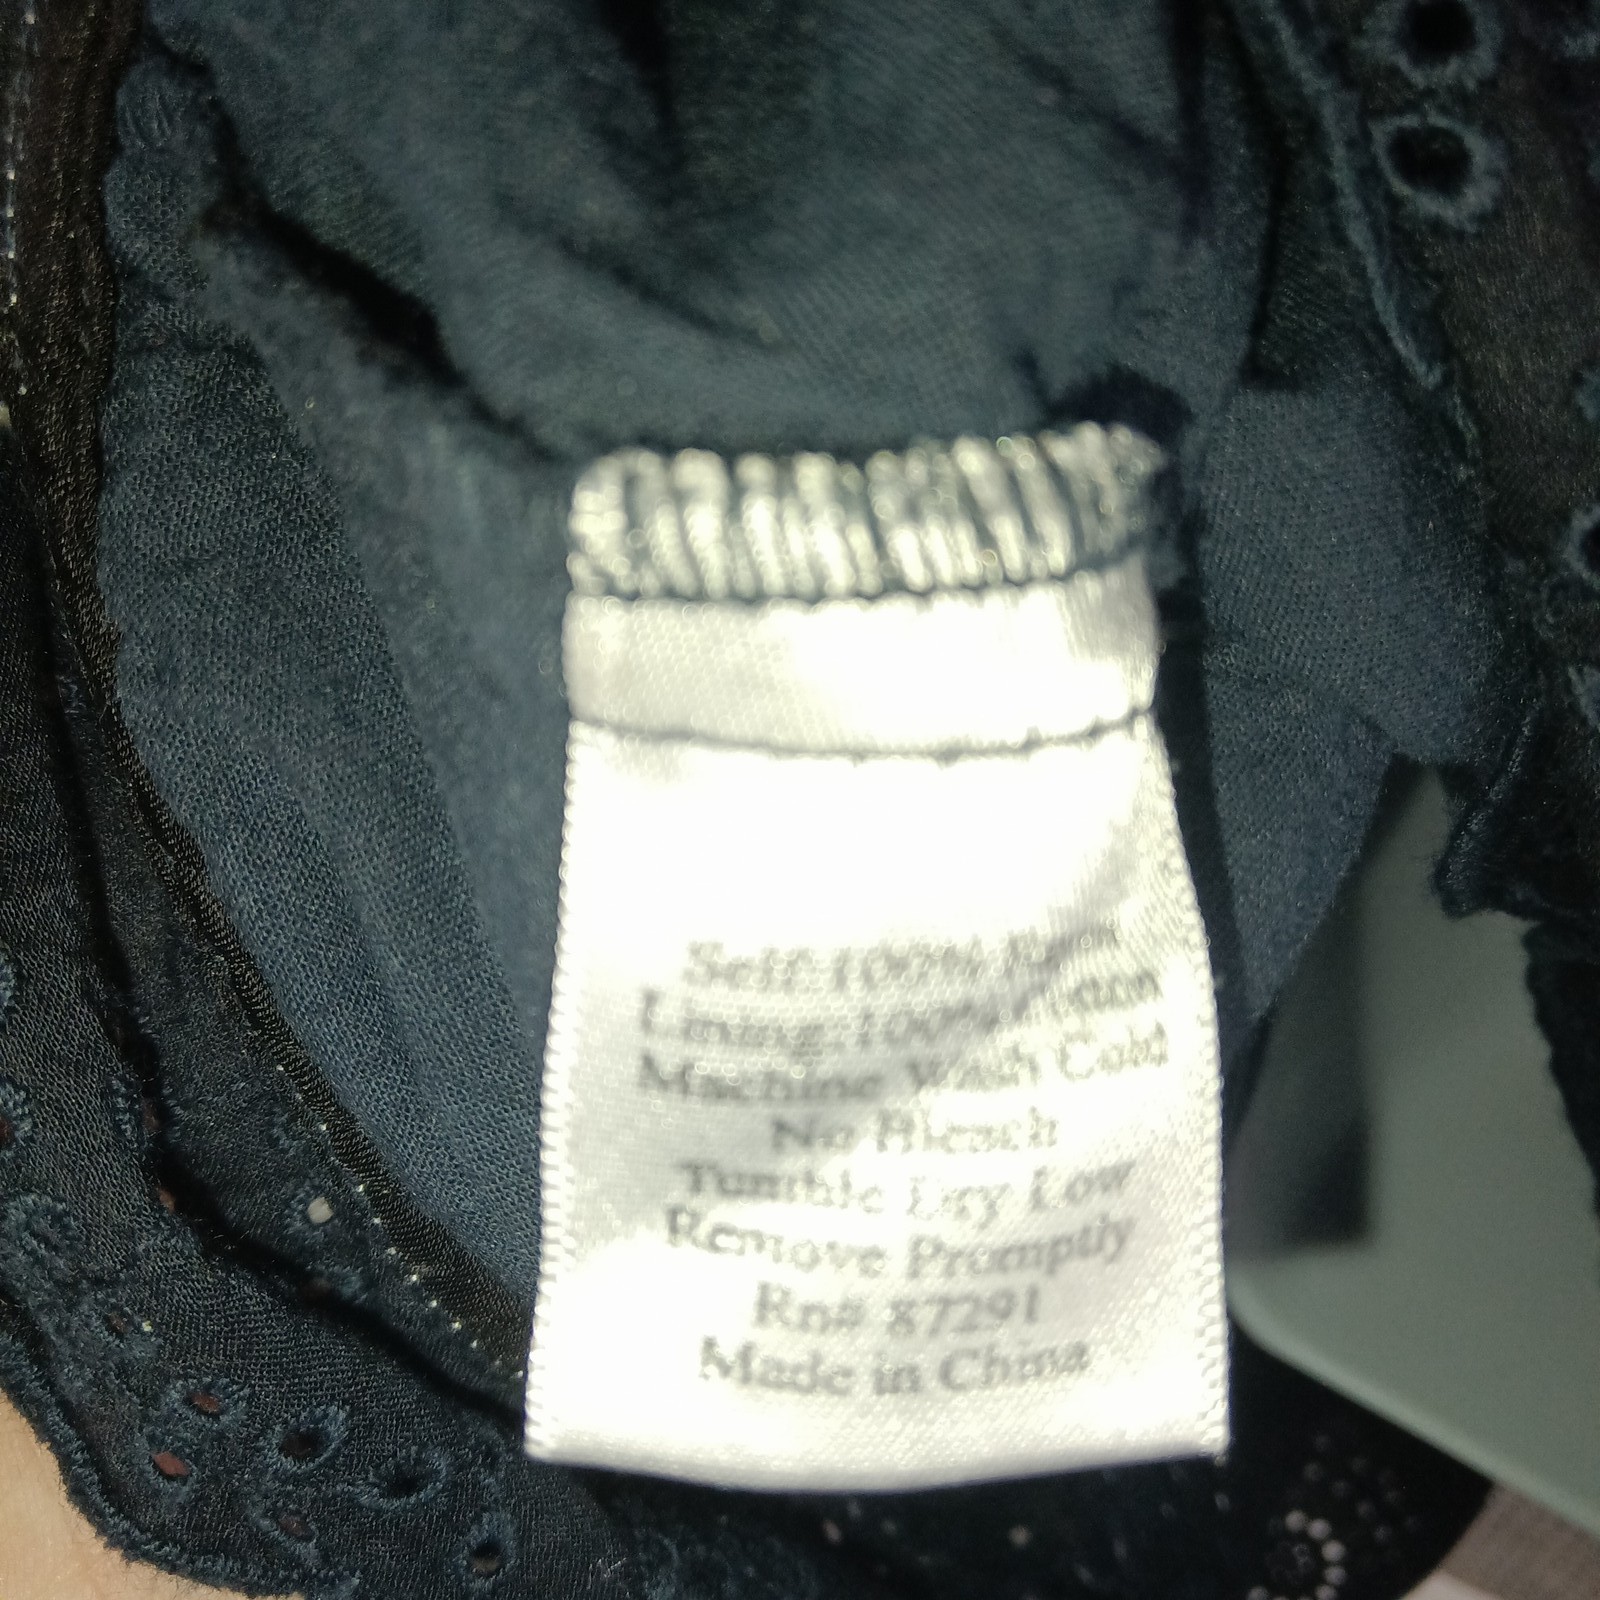 Self: 100%
Lining: 100% Cotton
Machine Wash Cold
No Bleach
Tumble Dry Low
Remove Promptly
Rn# 87291
Made in China